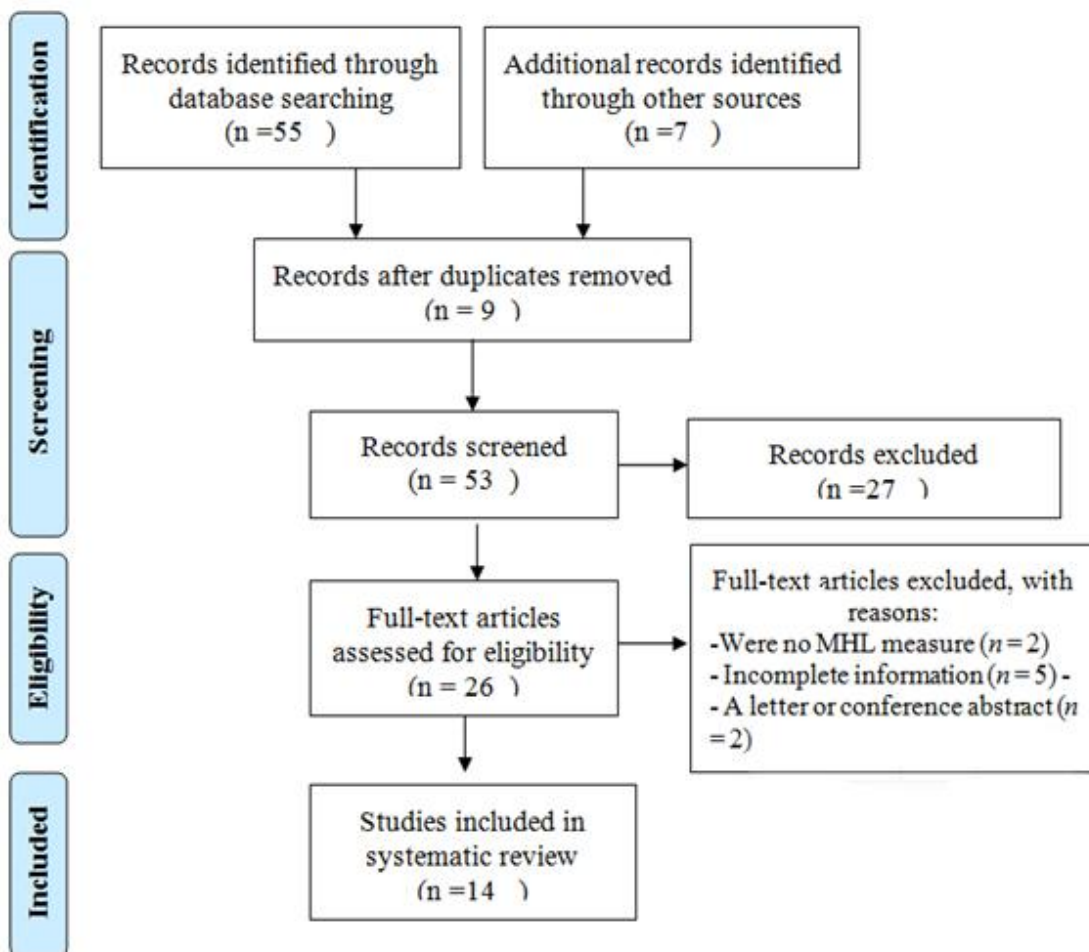 Identification
Records identified through
database searching
(n =55 )
Additional records identified
through other sources
(n =7 )
Screening
Records after duplicates removed
(n = 9 )
Records screened
(n = 53 )
Records excluded
(n =27 )
Eligibility
Full-text articles
assessed for eligibility
(n = 26 )
Full-text articles excluded, with
reasons:
-Were no MHL measure (n = 2)
- Incomplete information (n = 5) -
- A letter or conference abstract (n
= 2)
Included
Studies included in
systematic review
(n =14 )